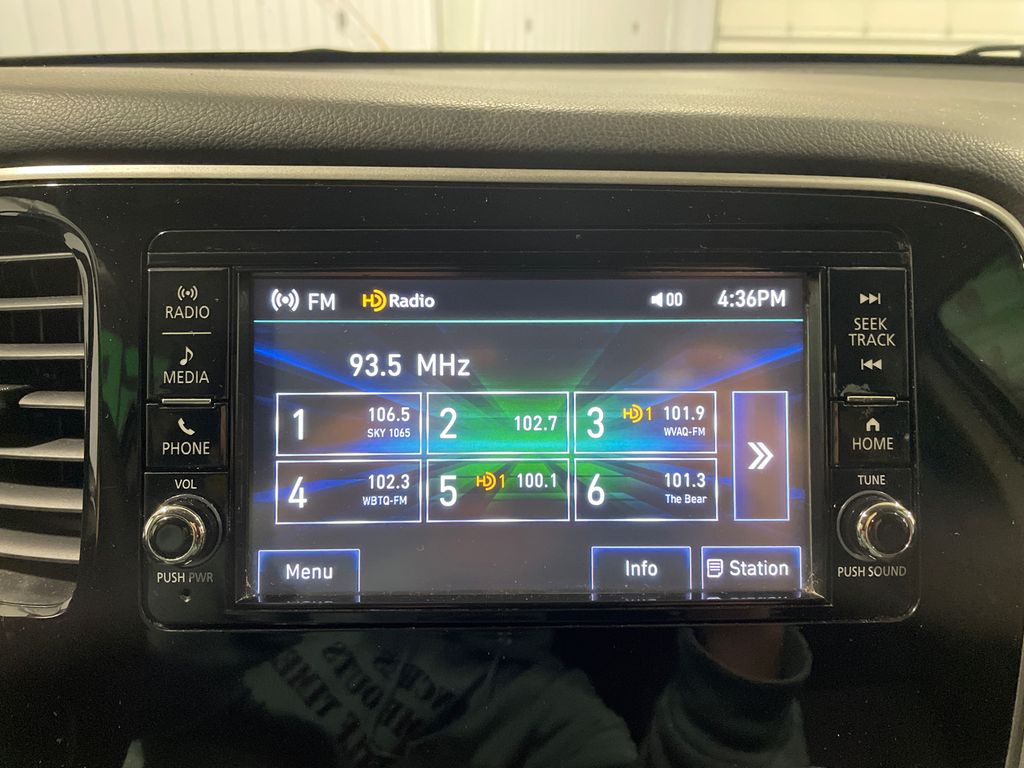 FM HD Radio 00 4:36PM
93.5 MHz
1 106.5 SKY 1065
2 102.7
3 HD1 101.9 WVAQ-FM
4 102.3 WBTQ-FM
5 HD1 100.1
6 101.3 The Bear
Menu Info Station
RADIO
MEDIA
PHONE
VOL
PUSH PWR
SEEK
TRACK
HOME
TUNE
PUSH SOUND